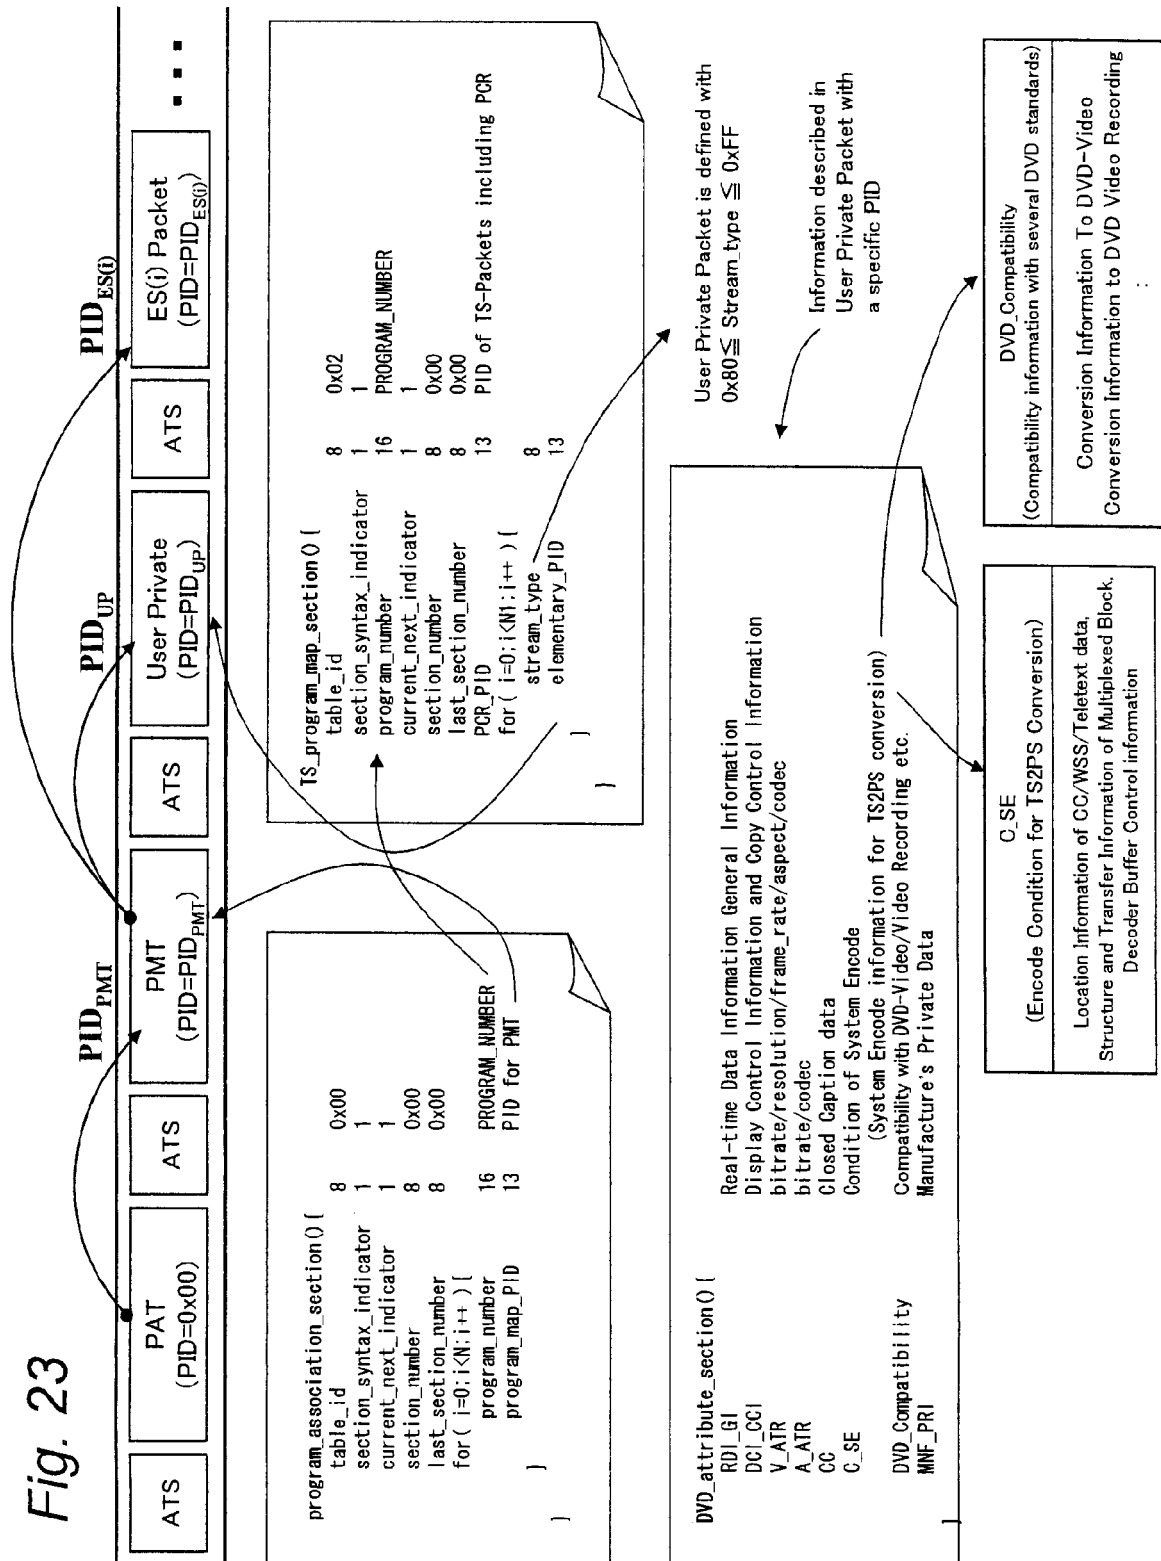 Fig. 23
PID_PMT
PID_UP
PID_ES(i)
ATS
PAT
(PID=0x00)
ATS
PMT
(PID=PID_PMT)
ATS
User Private
(PID=PID_UP)
ATS
ES(i) Packet
(PID=PID_ES(i))
program_association_section() {
table_id 8 0x00
section_syntax_indicator 1 1
current_next_indicator 1 1
section_number 8 0x00
last_section_number 8 0x00
for( i=0;i<N;i++ ) {
program_number 16 PROGRAM_NUMBER
program_map_PID 13 PID for PMT
}
}
TS_program_map_section() {
table_id 8 0x02
section_syntax_indicator 1 1
program_number 16 PROGRAM_NUMBER
current_next_indicator 1 1
section_number 8 0x00
last_section_number 8 0x00
PCR_PID 13 PID of TS-Packets including PCR
for( i=0;i<N1;i++ ) {
stream_type 8
elementary_PID 13
}
}
User Private Packet is defined with
0x80≦ Stream_type ≦ 0xFF
DVD_attribute_section() {
RDI_GI Real-time Data Information General Information
DCI_CCI Display Control Information and Copy Control Information
V_ATR bitrate/resolution/frame_rate/aspect/codec
A_ATR bitrate/codec
CC Closed Caption data
C_SE Condition of System Encode
(System Encode information for TS2PS conversion)
DVD_Compatibility Compatibility with DVD-Video/Video Recording etc.
MNF_PRI Manufacture's Private Data
}
Information described in
User Private Packet with
a specific PID
C_SE
(Encode Condition for TS2PS Conversion)
Location Information of CC/WSS/Teletext data,
Structure and Transfer Information of Multiplexed Block,
Decoder Buffer Control information
DVD_Compatibility
(Compatibility information with several DVD standards)
Conversion Information To DVD-Video
Conversion Information to DVD Video Recording
: